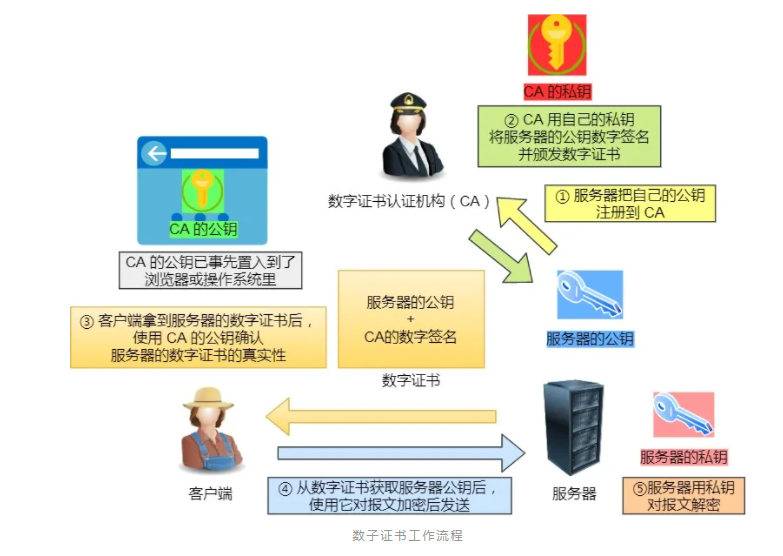 CA 的私钥
② CA 用自己的私钥
将服务器的公钥数字签名
并颁发数字证书
数字证书认证机构（CA）
① 服务器把自己的公钥
注册到 CA
CA 的公钥
CA 的公钥已事先置入到了
浏览器或操作系统里
服务器的公钥
+
CA的数字签名
数字证书
服务器的公钥
③ 客户端拿到服务器的数字证书后，
使用 CA 的公钥确认
服务器的数字证书的真实性
客户端
④ 从数字证书获取服务器公钥后，
使用它对报文加密后发送
服务器
服务器的私钥
⑤服务器用私钥
对报文解密
数子证书工作流程